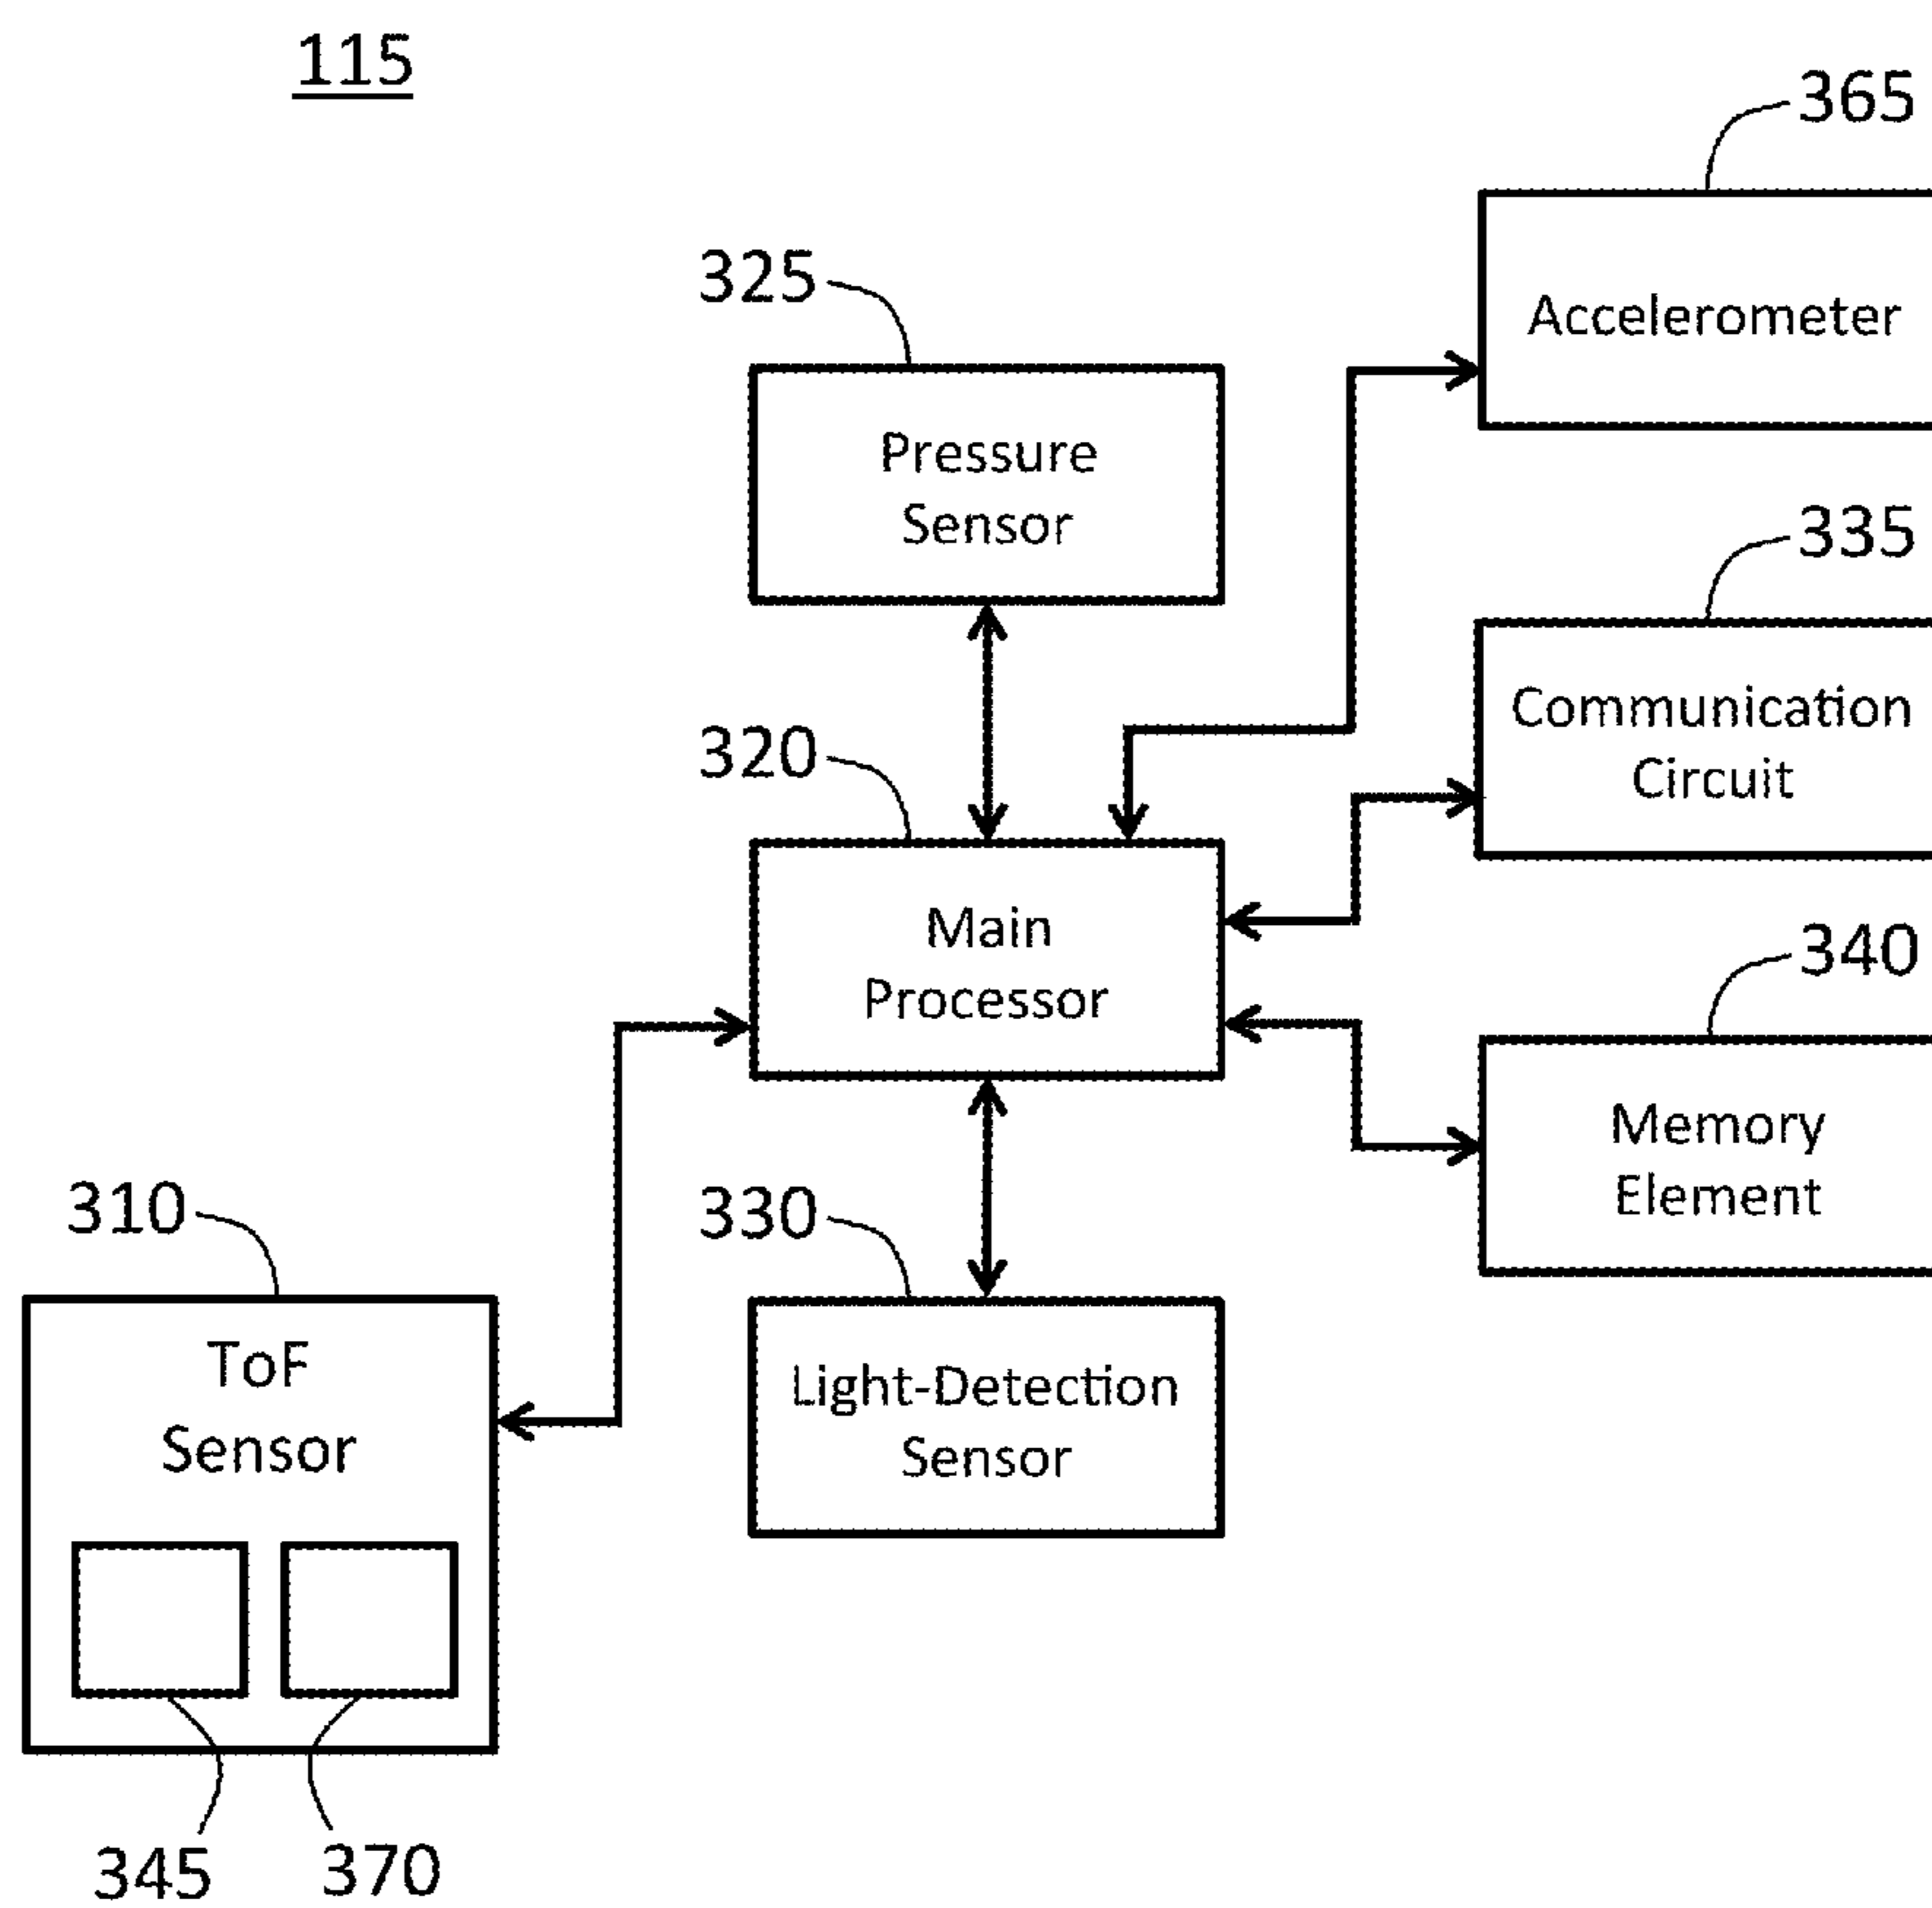 115
365
Accelerometer
325
Pressure
Sensor
335
Communication
Circuit
320
Main
Processor
340
Memory
Element
310
ToF
Sensor
330
Light-Detection
Sensor
345
370